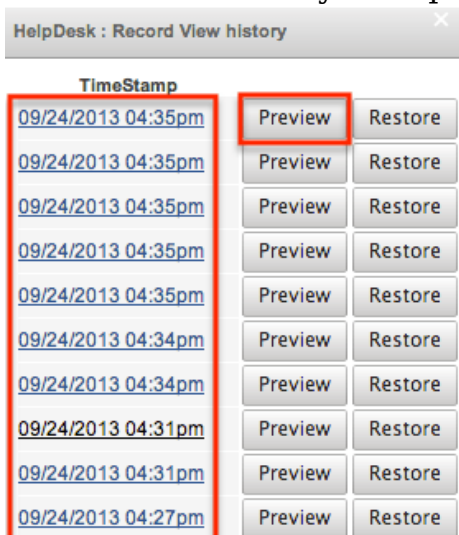 HelpDesk : Record View history
×
TimeStamp
09/24/2013 04:35pm Preview Restore
09/24/2013 04:35pm Preview Restore
09/24/2013 04:35pm Preview Restore
09/24/2013 04:35pm Preview Restore
09/24/2013 04:35pm Preview Restore
09/24/2013 04:34pm Preview Restore
09/24/2013 04:34pm Preview Restore
09/24/2013 04:31pm Preview Restore
09/24/2013 04:31pm Preview Restore
09/24/2013 04:27pm Preview Restore